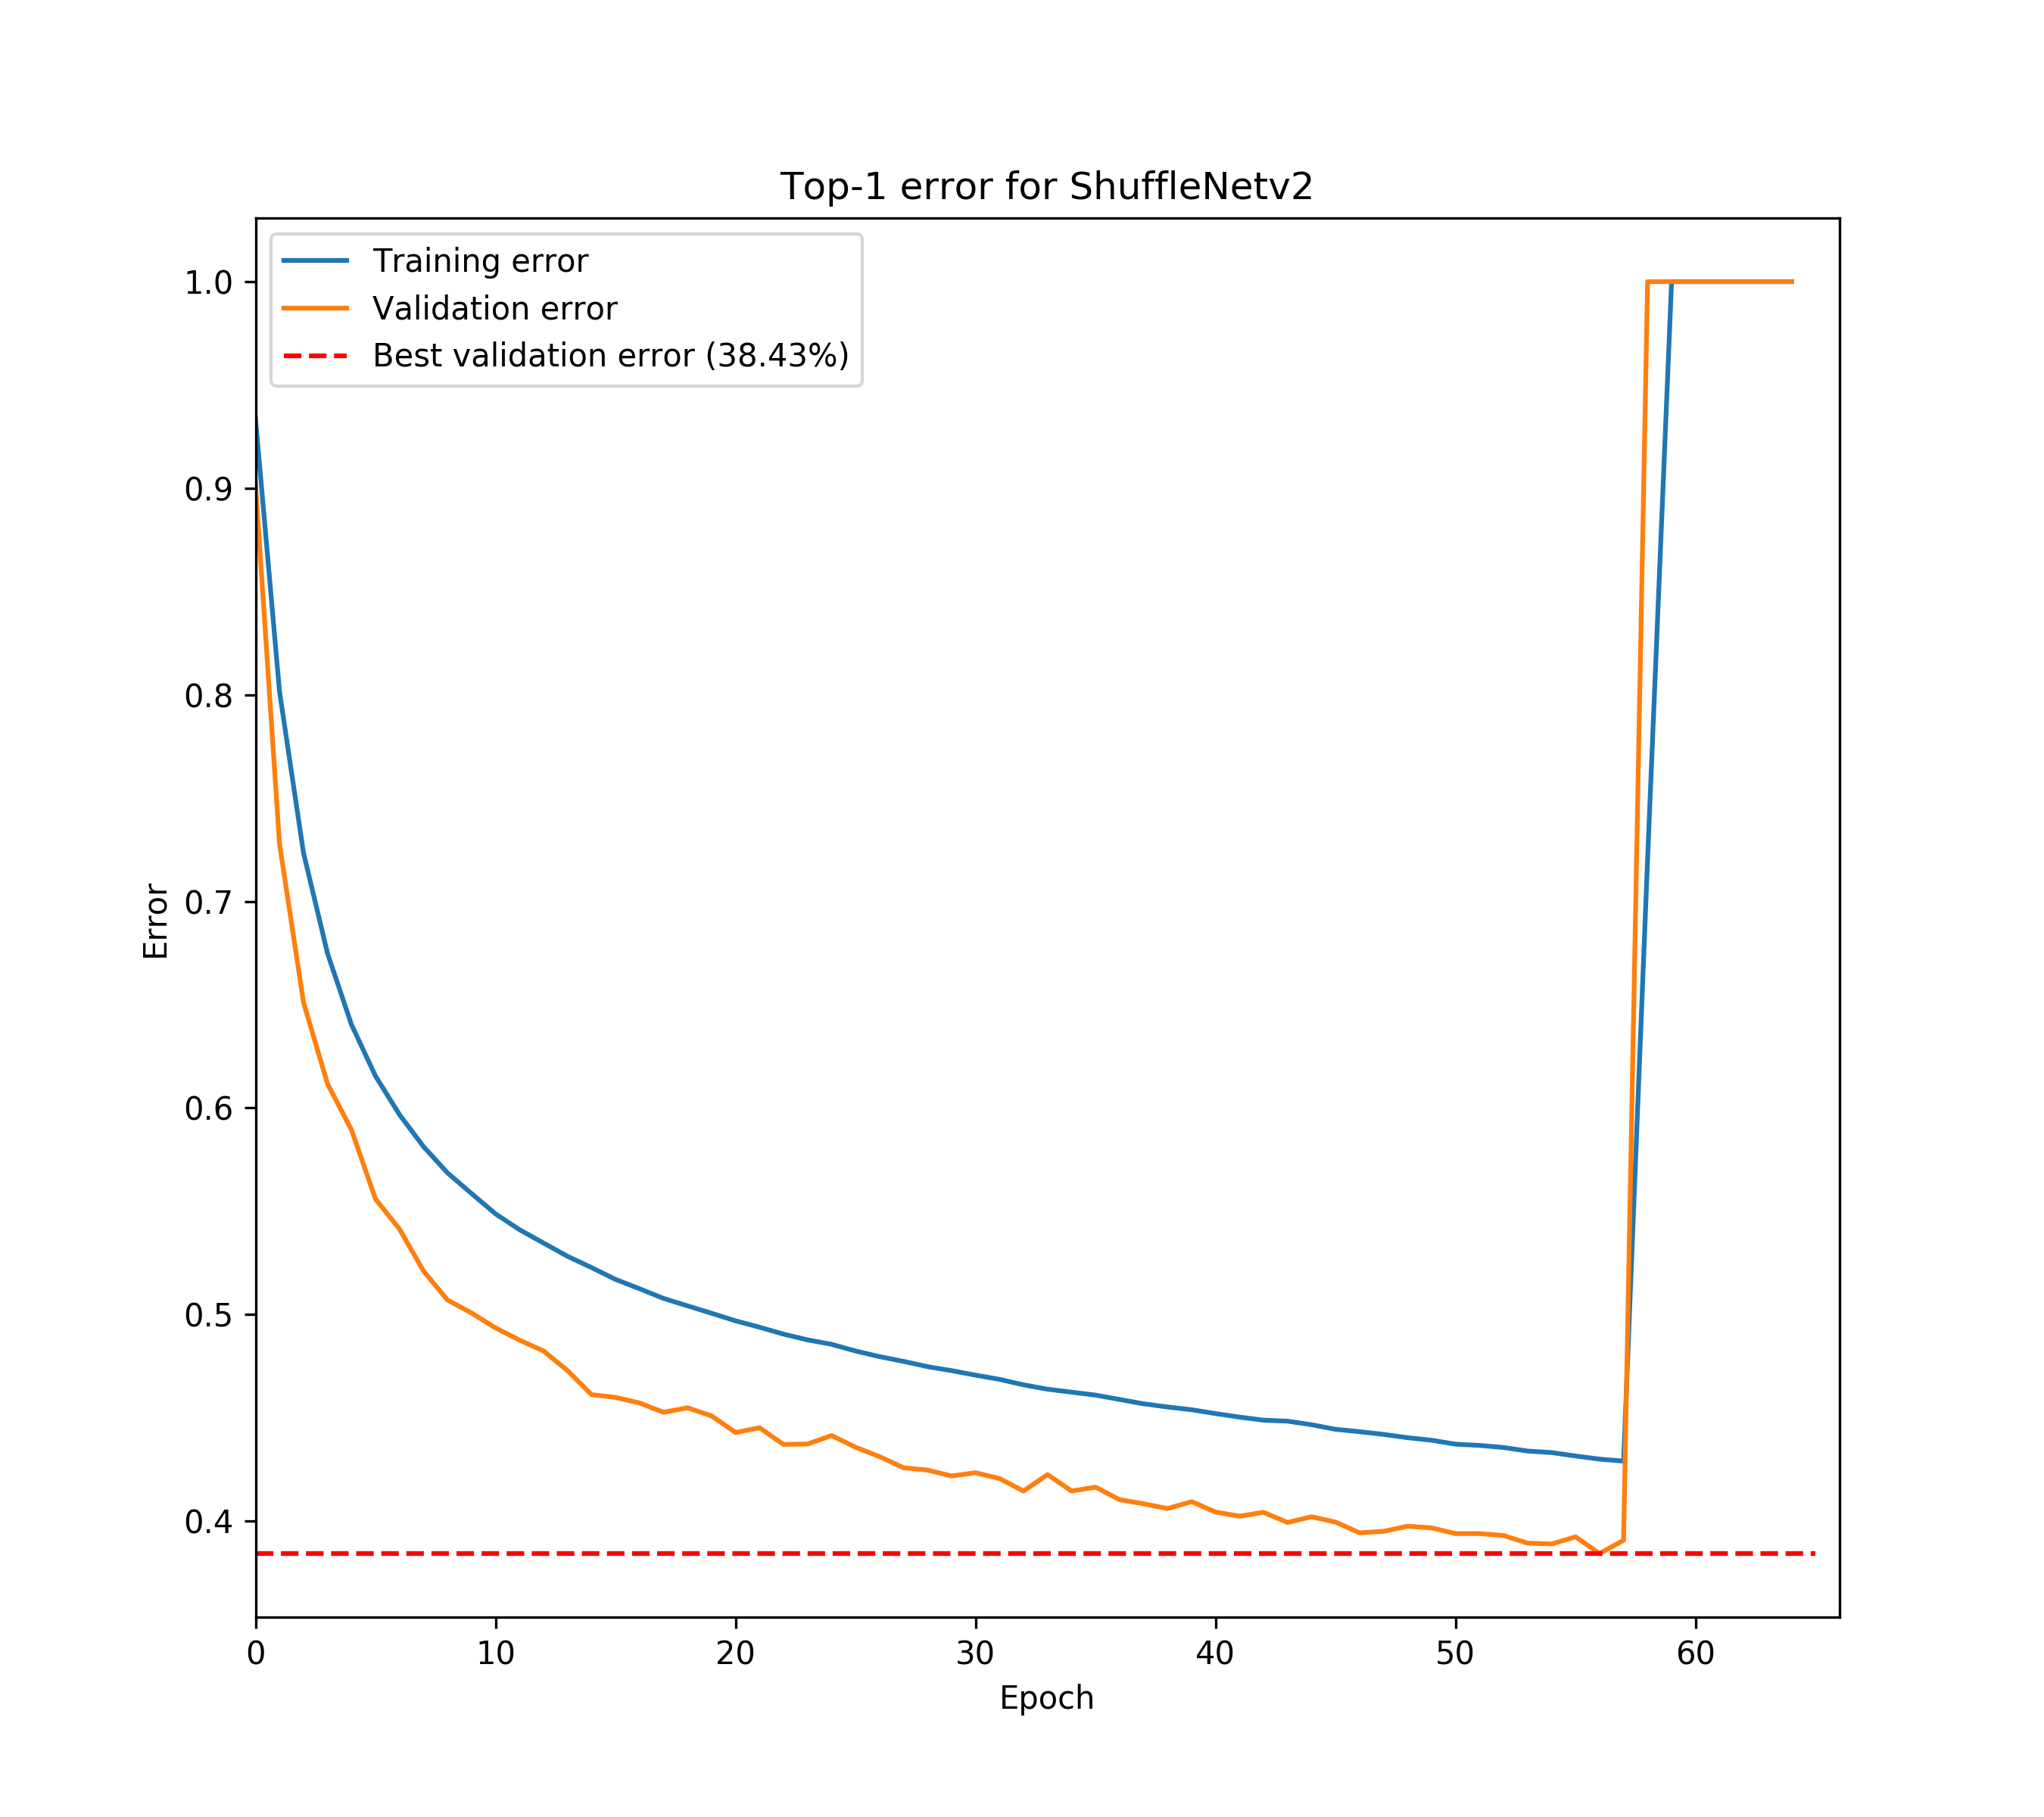 Top-1 error for ShuffleNetv2
Training error
Validation error
Best validation error (38.43%)
1.0
0.9
0.8
0.7
0.6
0.5
0.4
Error
0 10 20 30 40 50 60
Epoch